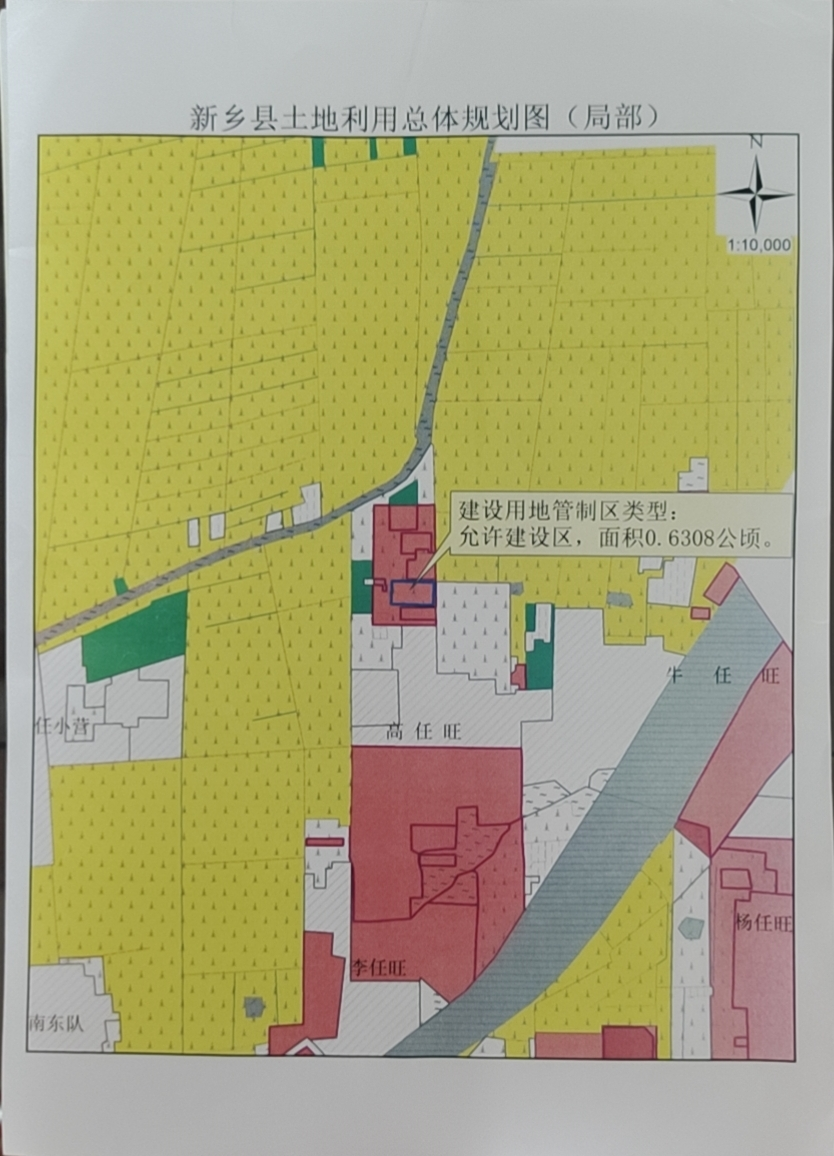 新乡县土地利用总体规划图（局部）
N
1:10,000
建设用地管制区类型：
允许建设区，面积0.6308公顷。
牛任旺
任小营
高任旺
杨任旺
李任旺
南东队